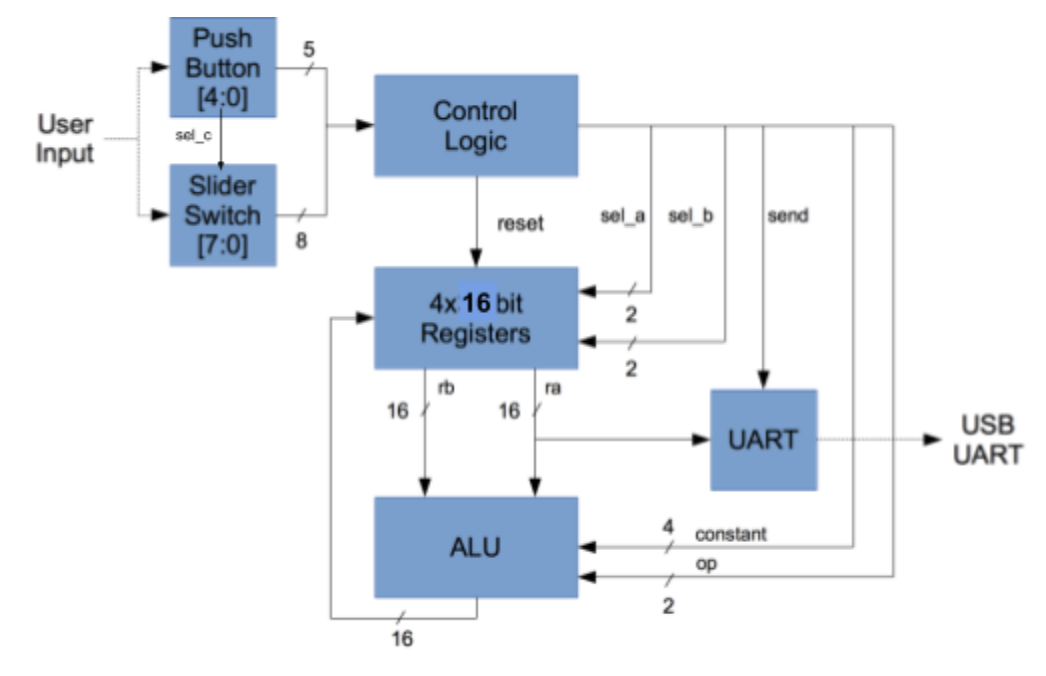 Push
Button
[4:0]
5
User
Input
sel_c
Control
Logic
Slider
Switch
[7:0]
8
reset
sel_a
sel_b
send
4x 16 bit
Registers
2
2
rb
ra
16
16
UART
USB
UART
ALU
4
constant
op
2
16